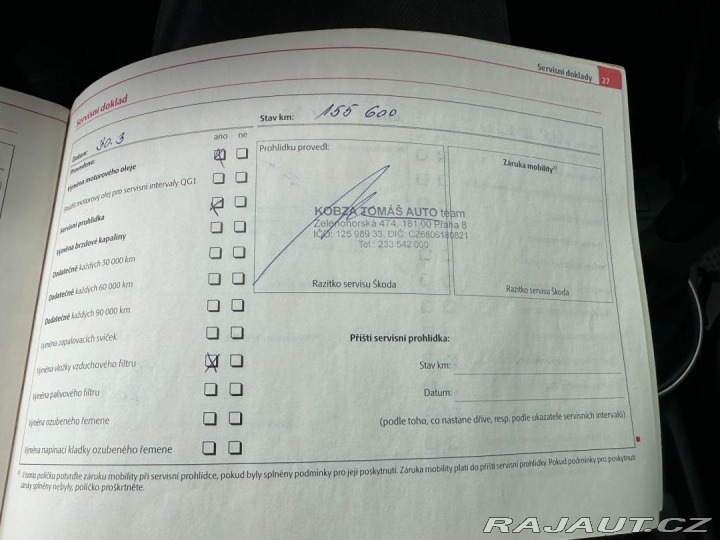 Servisní doklady 27
Servisní doklad
Datum: 30.3
Stav km: 155 600
Provedeno:
ano ne
Výměna motorového oleje
Použit motorový olej pro servisní intervaly QG1
Servisní prohlídka
Výměna brzdové kapaliny
Dodatečně každých 30 000 km
Dodatečně každých 60 000 km
Dodatečně každých 90 000 km
Výměna zapalovacích svíček
Výměna vložky vzduchového filtru
Výměna palivového filtru
Výměna ozubeného řemene
Výměna napínací kladky ozubeného řemene
Prohlídku provedl:
KOBZA TOMÁŠ AUTO team
Zelenohorská 474, 181 00 Praha 8
IČO: 125 989 33, DIČ: CZ6806180821
Tel.: 233 542 000
Razítko servisu Škoda
Záruka mobility a)
Razítko servisu Škoda
Příští servisní prohlídka:
Stav km:
Datum:
(podle toho, co nastane dříve, resp. podle ukazatele servisních intervalů)
a) V tomto políčku potvrďte záruku mobility při servisní prohlídce, pokud byly splněny podmínky pro její poskytnutí. Záruka mobility platí do příští servisní prohlídky. Pokud podmínky pro poskytnutí
záruky splněny nebyly, políčko proškrtněte.
RAJAUT.CZ